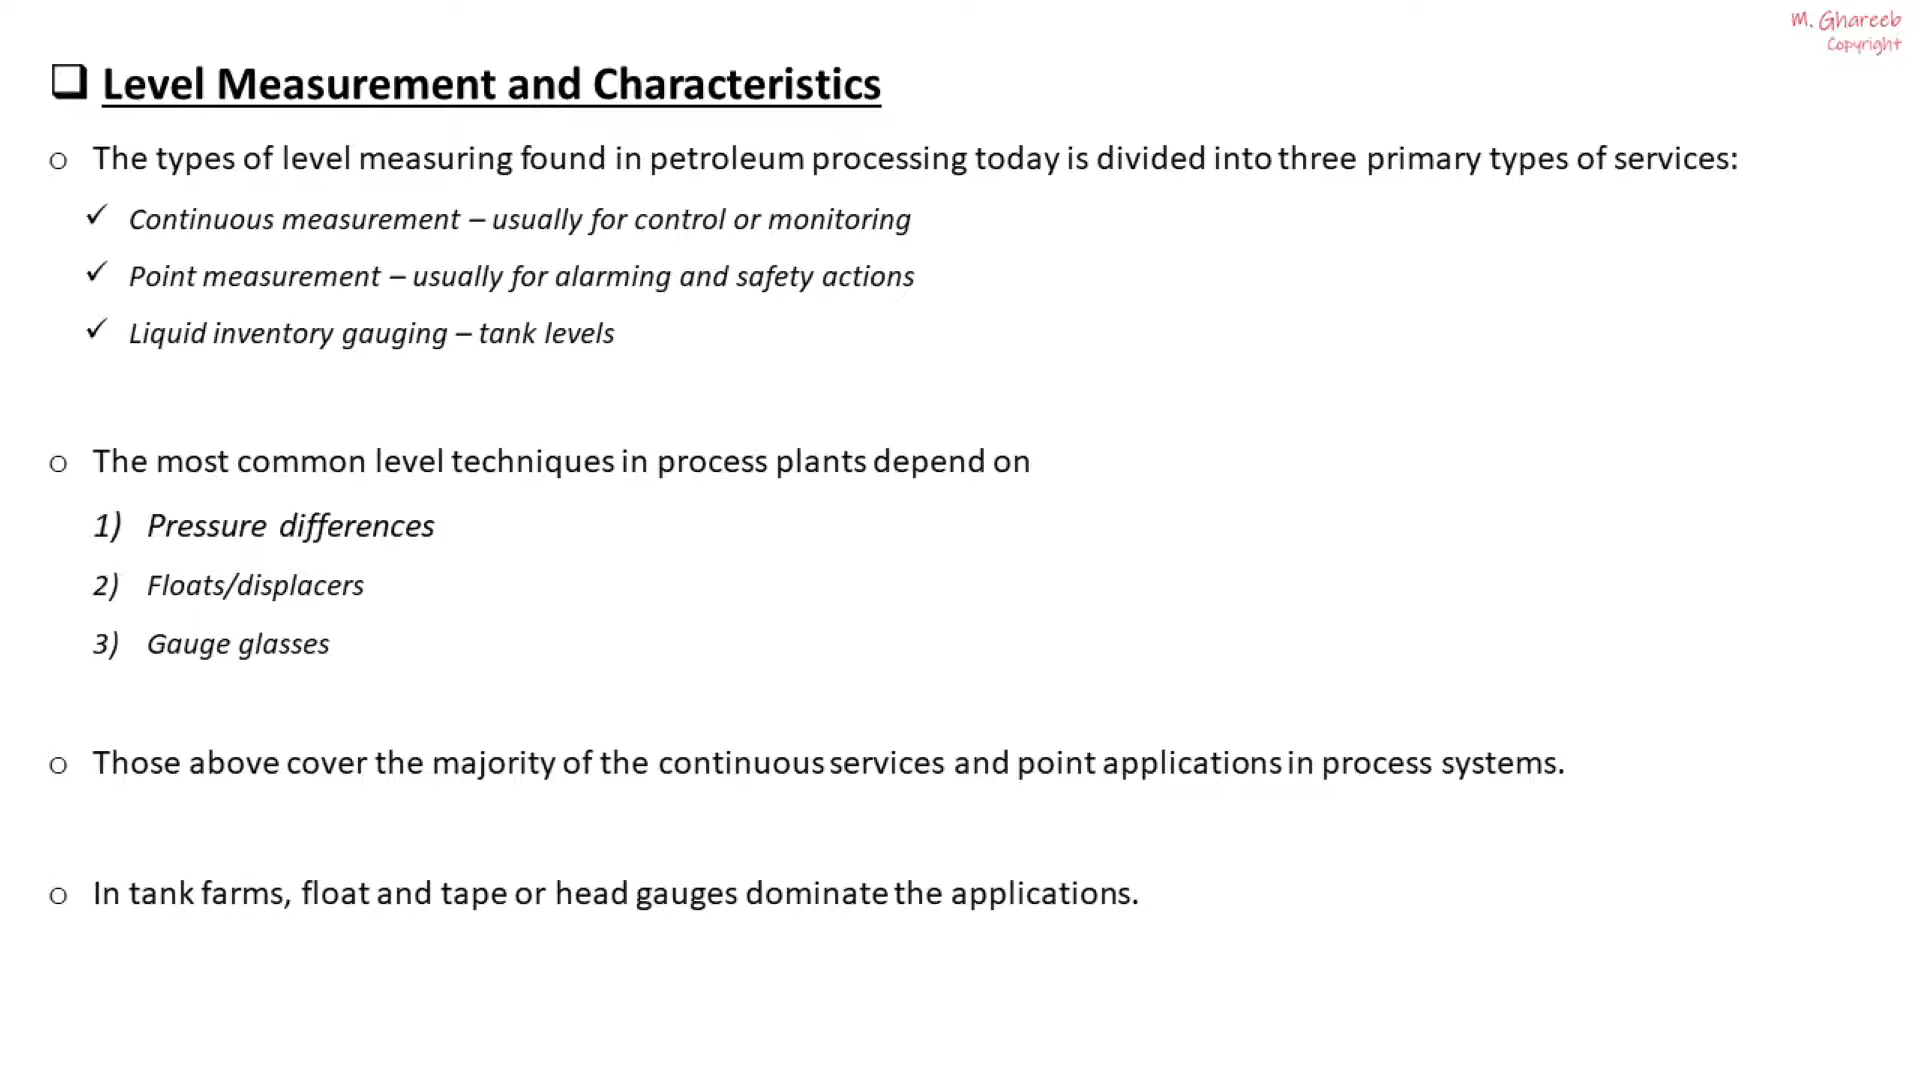 M. Ghareeb
Copyright
Level Measurement and Characteristics
The types of level measuring found in petroleum processing today is divided into three primary types of services:
Continuous measurement – usually for control or monitoring
Point measurement – usually for alarming and safety actions
Liquid inventory gauging – tank levels
The most common level techniques in process plants depend on
1) Pressure differences
2) Floats/displacers
3) Gauge glasses
Those above cover the majority of the continuous services and point applications in process systems.
In tank farms, float and tape or head gauges dominate the applications.